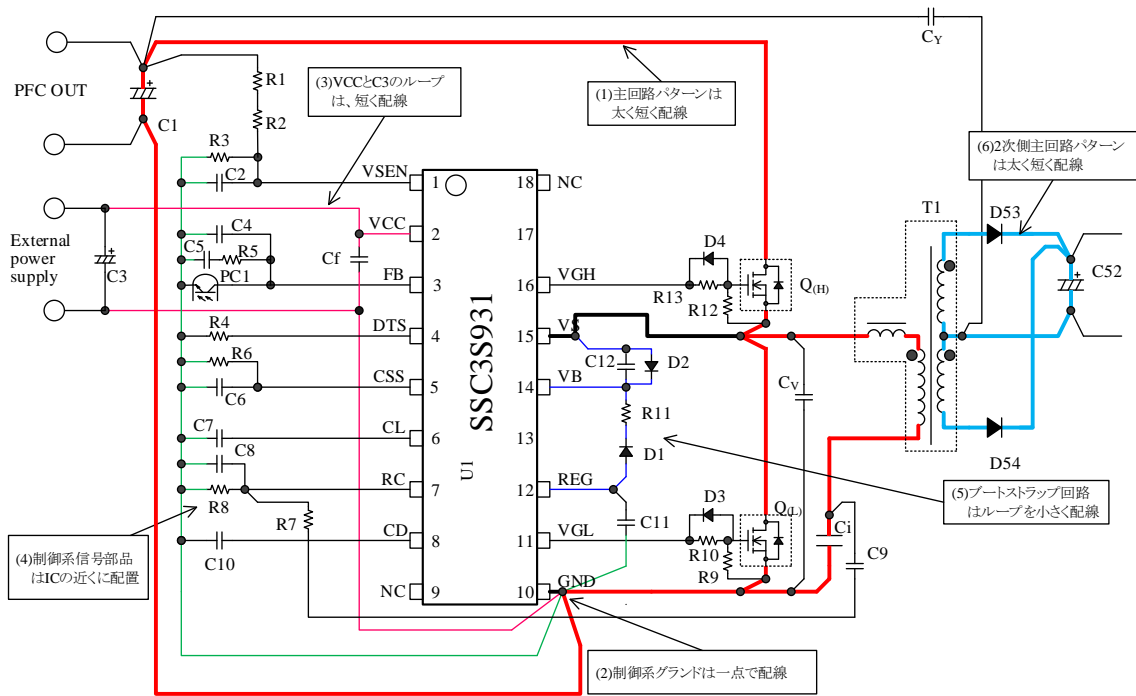 CY
PFC OUT
C1
R1
R2
(3)VCCとC3のループ
は、短く配線
(1)主回路パターンは
太く短く配線
(6)2次側主回路パターン
は太く短く配線
R3
C2
VSEN
1
18
NC
External
power
supply
C3
VCC
2
17
Cf
C4
C5
R5
PC1
FB
3
16
VGH
D4
R13
R12
Q(H)
T1
D53
C52
D54
R4
DTS
4
15
VS
R6
C6
CSS
5
14
VB
C12
D2
CV
R11
C7
CL
6
13
D1
C8
R8
RC
7
12
REG
R7
C11
(5)ブートストラップ回路
はループを小さく配線
C10
CD
8
11
VGL
D3
R10
R9
Q(L)
Ci
C9
NC
9
10
GND
SSC3S931
U1
(4)制御系信号部品
はICの近くに配置
(2)制御系グランドは一点で配線